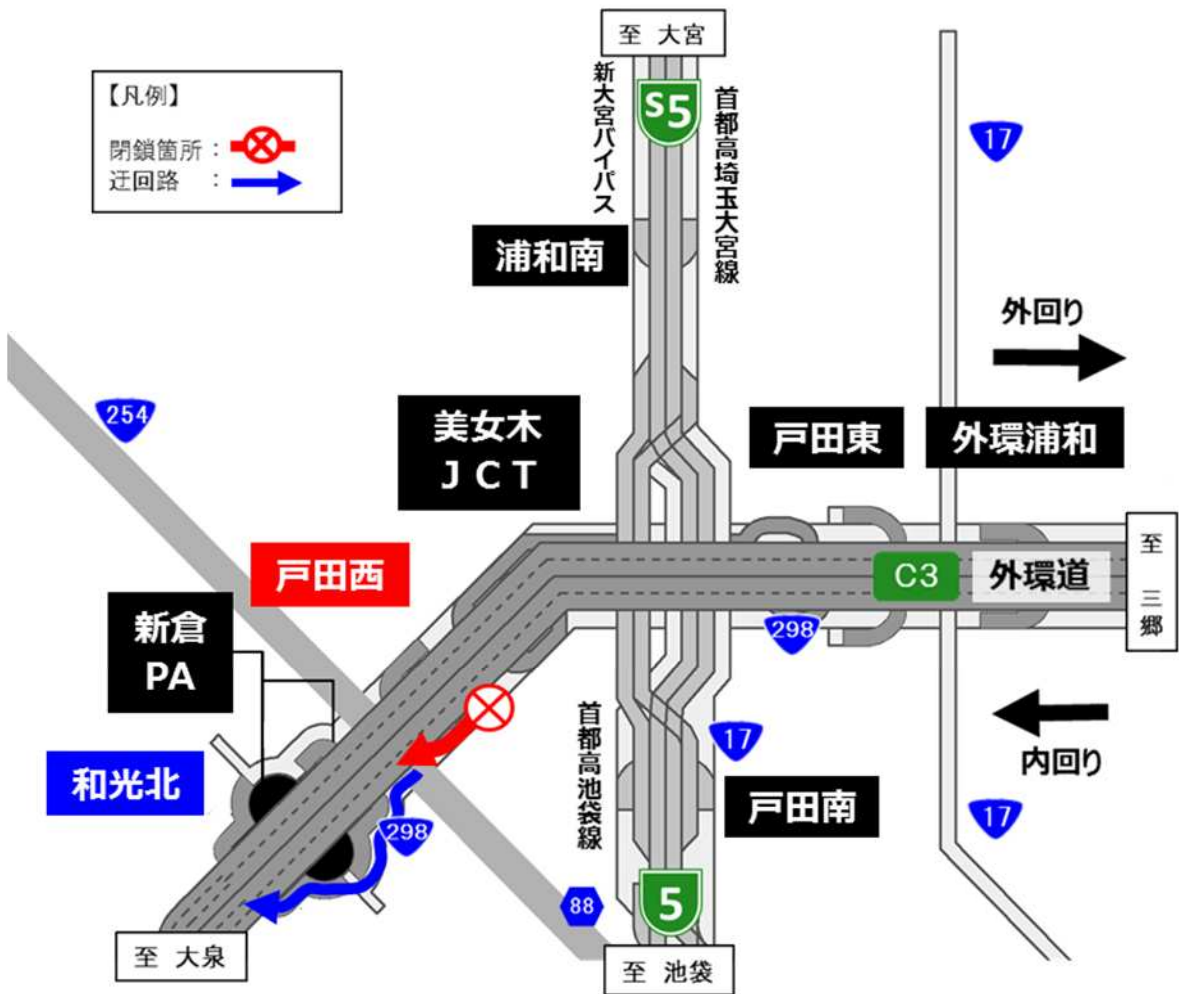 至 大宮
【凡例】
閉鎖箇所：
迂回路 ：
新大宮バイパス
S5
首都高埼玉大宮線
17
浦和南
外回り
254
美女木
ＪＣＴ
戸田東
外環浦和
戸田西
C3
外環道
至 三郷
新倉
PA
298
首都高池袋線
17
内回り
和光北
戸田南
298
17
88
5
至 大泉
至 池袋